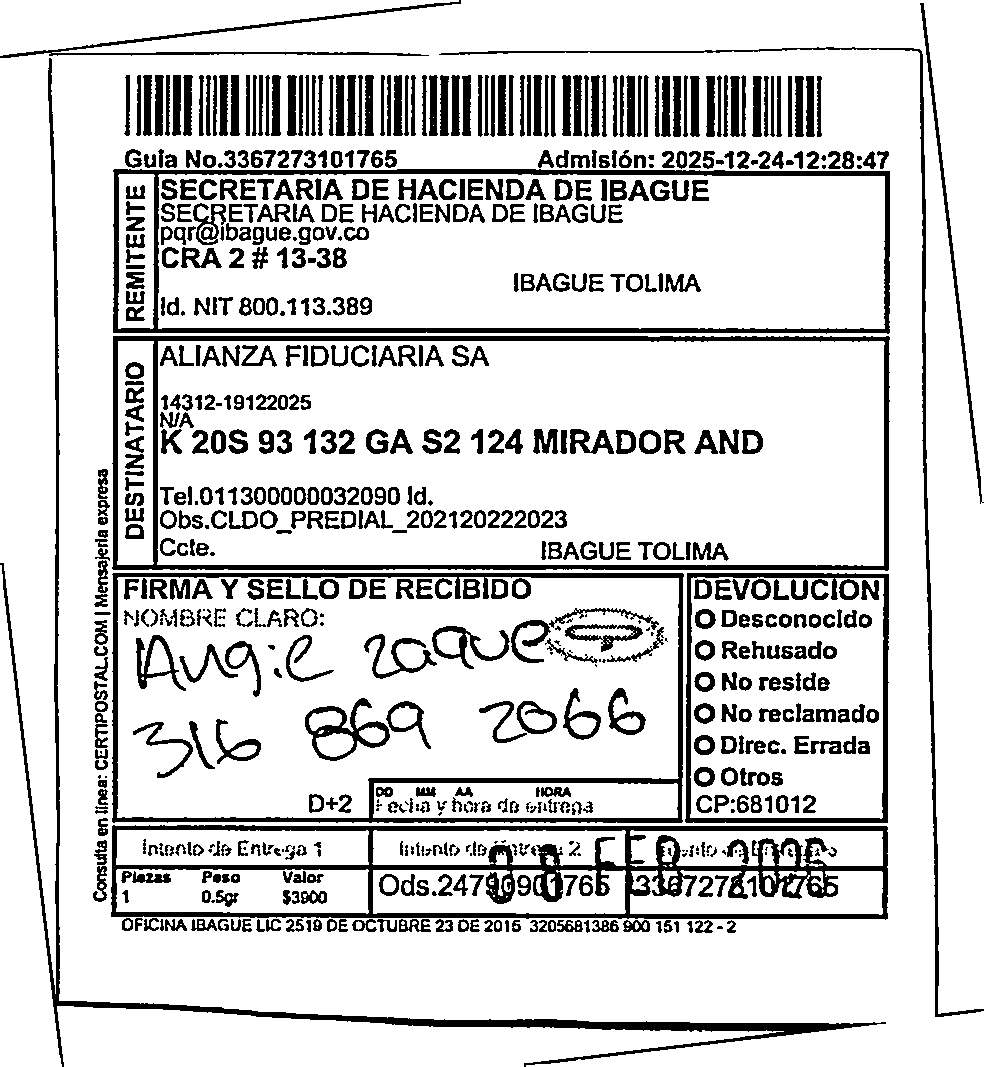 Guia No.3367273101765 Admisión: 2025-12-24-12:28:47
REMITENTE
SECRETARIA DE HACIENDA DE IBAGUE
SECRETARIA DE HACIENDA DE IBAGUE
pqr@ibague.gov.co
CRA 2 # 13-38
IBAGUE TOLIMA
Id. NIT 800.113.389
DESTINATARIO
ALIANZA FIDUCIARIA SA
14312-19122025
N/A
K 20S 93 132 GA S2 124 MIRADOR AND
Tel.011300000032090 Id.
Obs.CLDO_PREDIAL_202120222023
Ccte. IBAGUE TOLIMA
Consulta en línea: CERTIPOSTAL.COM | Mensajería expresa
FIRMA Y SELLO DE RECIBIDO
NOMBRE CLARO:
Angie zaque
316 869 2066
D+2
DD MM AA HORA
Fecha y hora de entrega
DEVOLUCION
Desconocido
Rehusado
No reside
No reclamado
Direc. Errada
Otros
CP:681012
Intento de Entrega 1 Intento de Entrega 2
FEB 2026
Piezas Peso Valor
1 0.5gr $3900
Ods.24790901765 3367273101765
OFICINA IBAGUE LIC 2519 DE OCTUBRE 23 DE 2015 3205681386 900 151 122 - 2